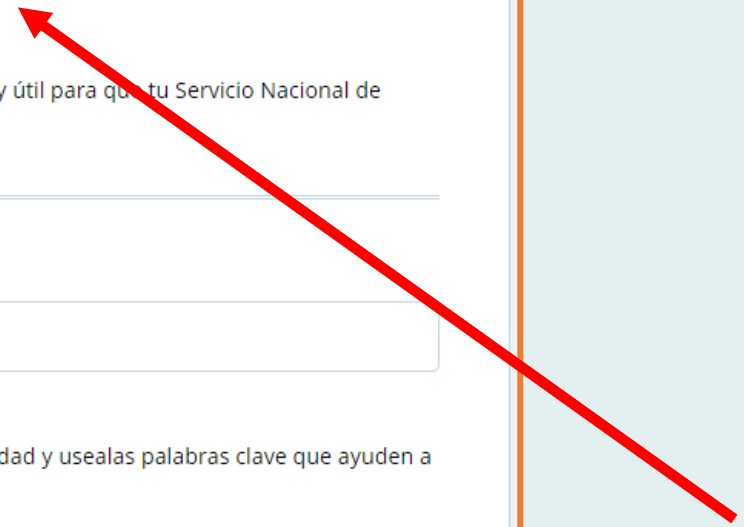 y útil para que tu Servicio Nacional de
dad y usealas palabras clave que ayuden a